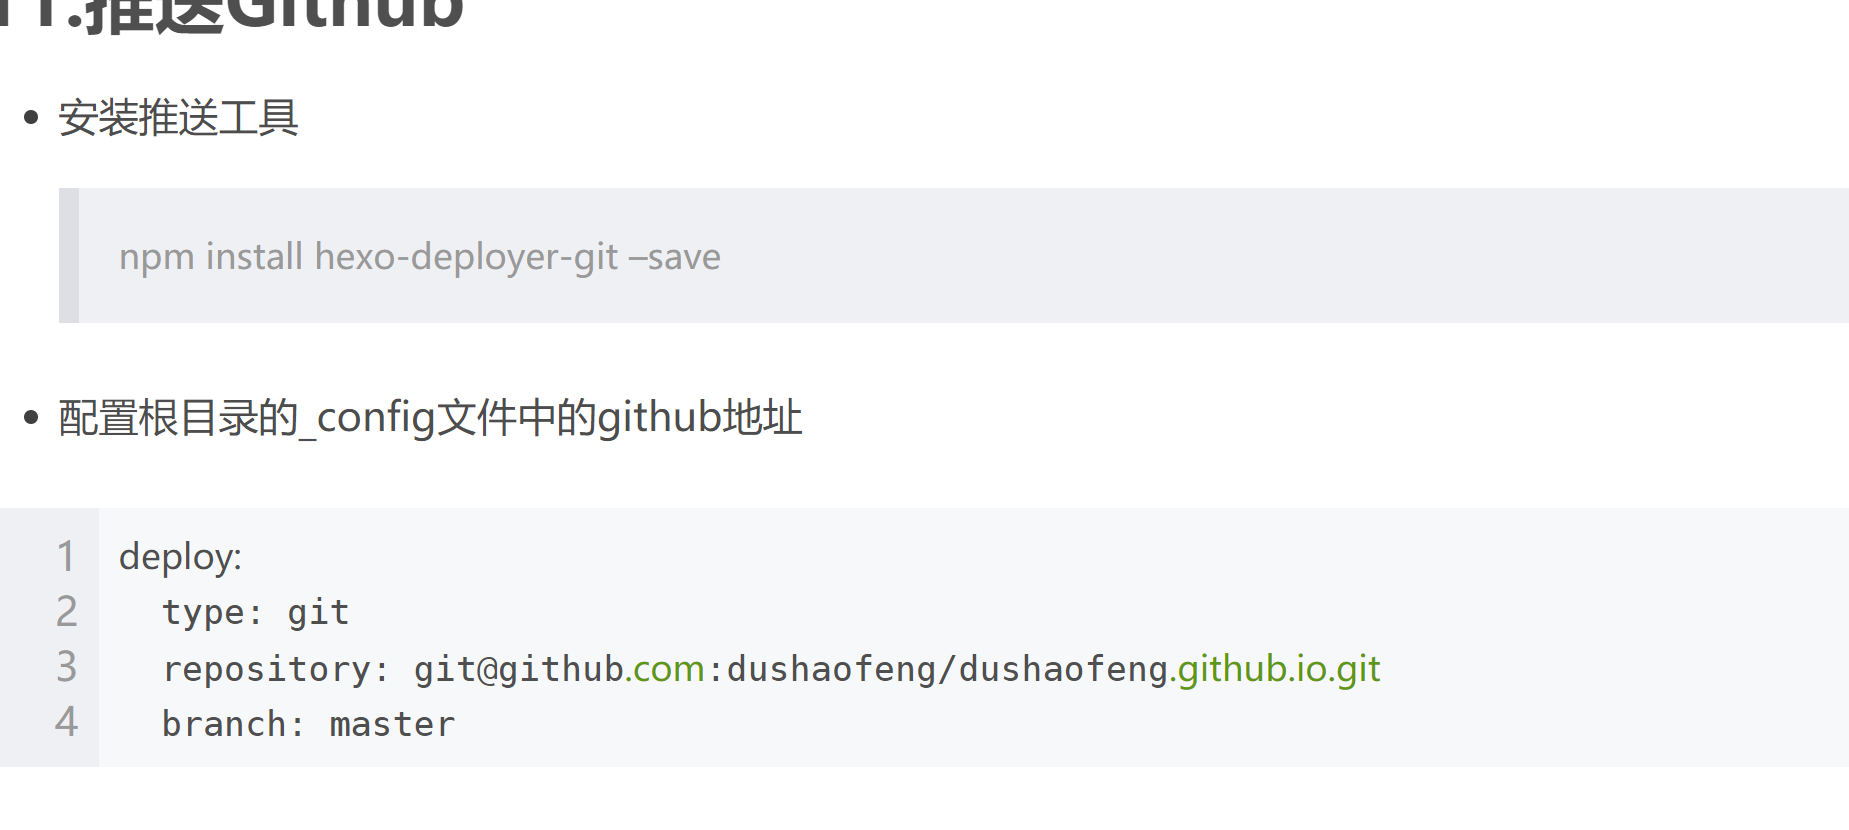 11.推送Github
安装推送工具
npm install hexo-deployer-git –save
配置根目录的_config文件中的github地址
1 deploy:
2   type: git
3   repository: git@github.com:dushaofeng/dushaofeng.github.io.git
4   branch: master